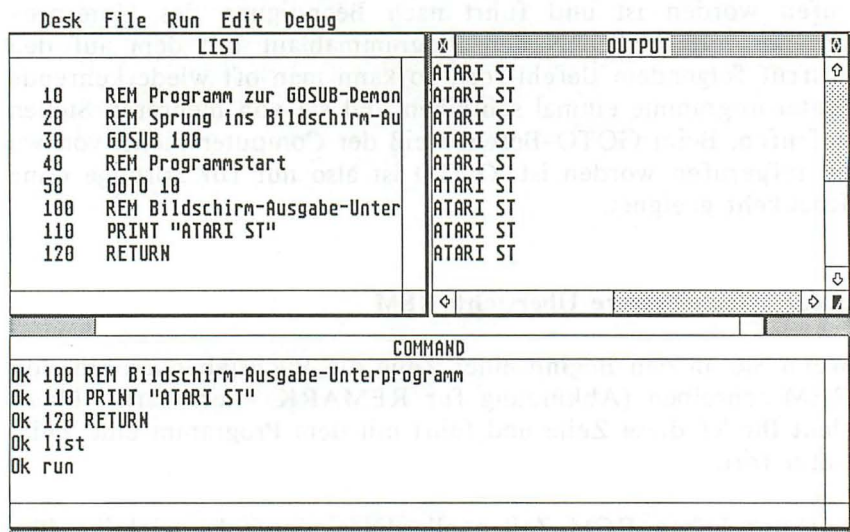 Desk File Run Edit Debug
LIST
10 REM Programm zur GOSUB-Demon
20 REM Sprung ins Bildschirm-Au
30 GOSUB 100
40 REM Programmstart
50 GOTO 10
100 REM Bildschirm-Ausgabe-Unter
110 PRINT "ATARI ST"
120 RETURN
OUTPUT
ATARI ST
ATARI ST
ATARI ST
ATARI ST
ATARI ST
ATARI ST
ATARI ST
ATARI ST
ATARI ST
ATARI ST
COMMAND
Ok 100 REM Bildschirm-Ausgabe-Unterprogramm
Ok 110 PRINT "ATARI ST"
Ok 120 RETURN
Ok list
Ok run